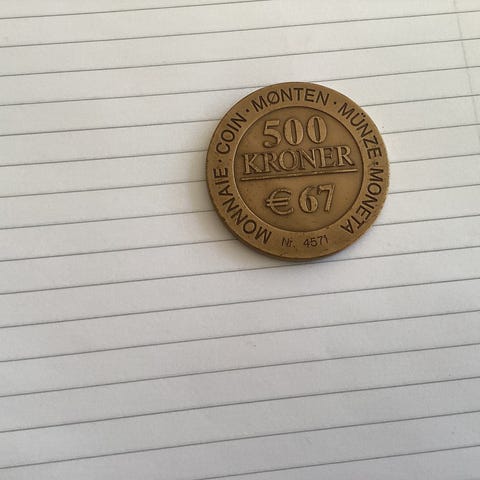 MONNAIE · COIN · MØNTEN · MÜNZE · MONETA
500
KRONER
€ 67
Nr. 4571